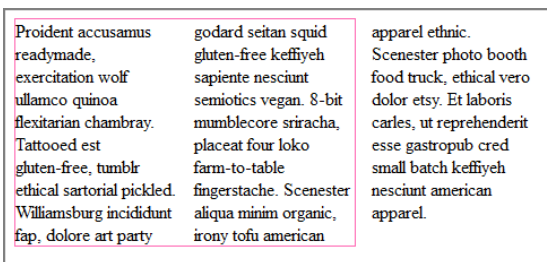 Proident accusamus
readymade,
exercitation wolf
ullamco quinoa
flexitarian chambray.
Tattooed est
gluten-free, tumblr
ethical sartorial pickled.
Williamsburg incididunt
fap, dolore art party
godard seitan squid
gluten-free keffiyeh
sapiente nesciunt
semiotics vegan. 8-bit
mumblecore sriracha,
placeat four loko
farm-to-table
fingerstache. Scenester
aliqua minim organic,
irony tofu american
apparel ethnic.
Scenester photo booth
food truck, ethical vero
dolor etsy. Et laboris
carles, ut reprehenderit
esse gastropub cred
small batch keffiyeh
nesciunt american
apparel.